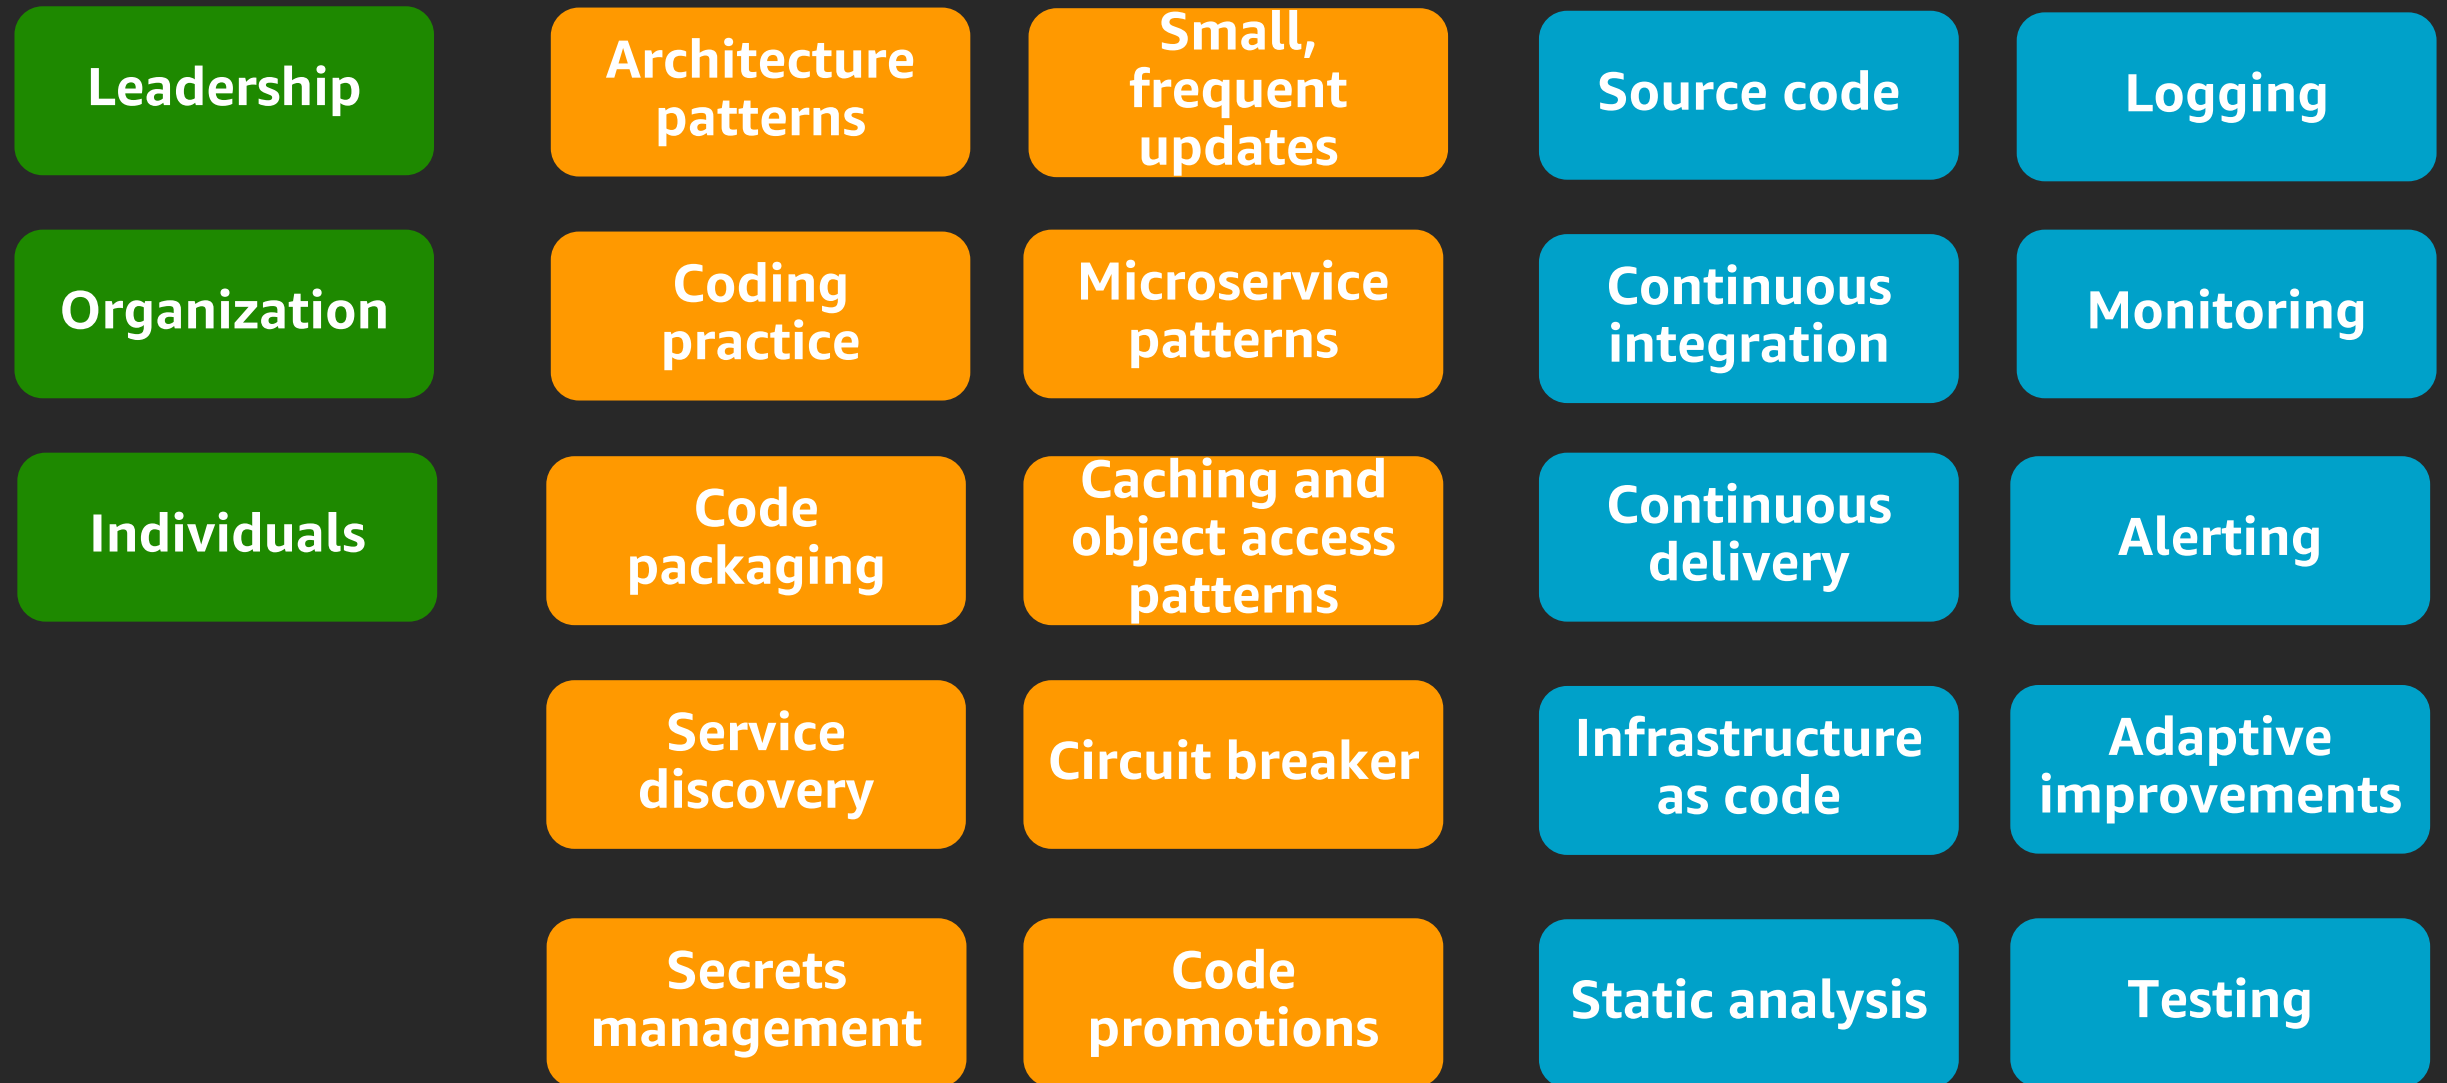 Leadership
Organization
Individuals
Architecture
patterns
Coding
practice
Code
packaging
Service
discovery
Secrets
management
Small,
frequent
updates
Microservice
patterns
Caching and
object access
patterns
Circuit breaker
Code
promotions
Source code
Continuous
integration
Continuous
delivery
Infrastructure
as code
Static analysis
Logging
Monitoring
Alerting
Adaptive
improvements
Testing